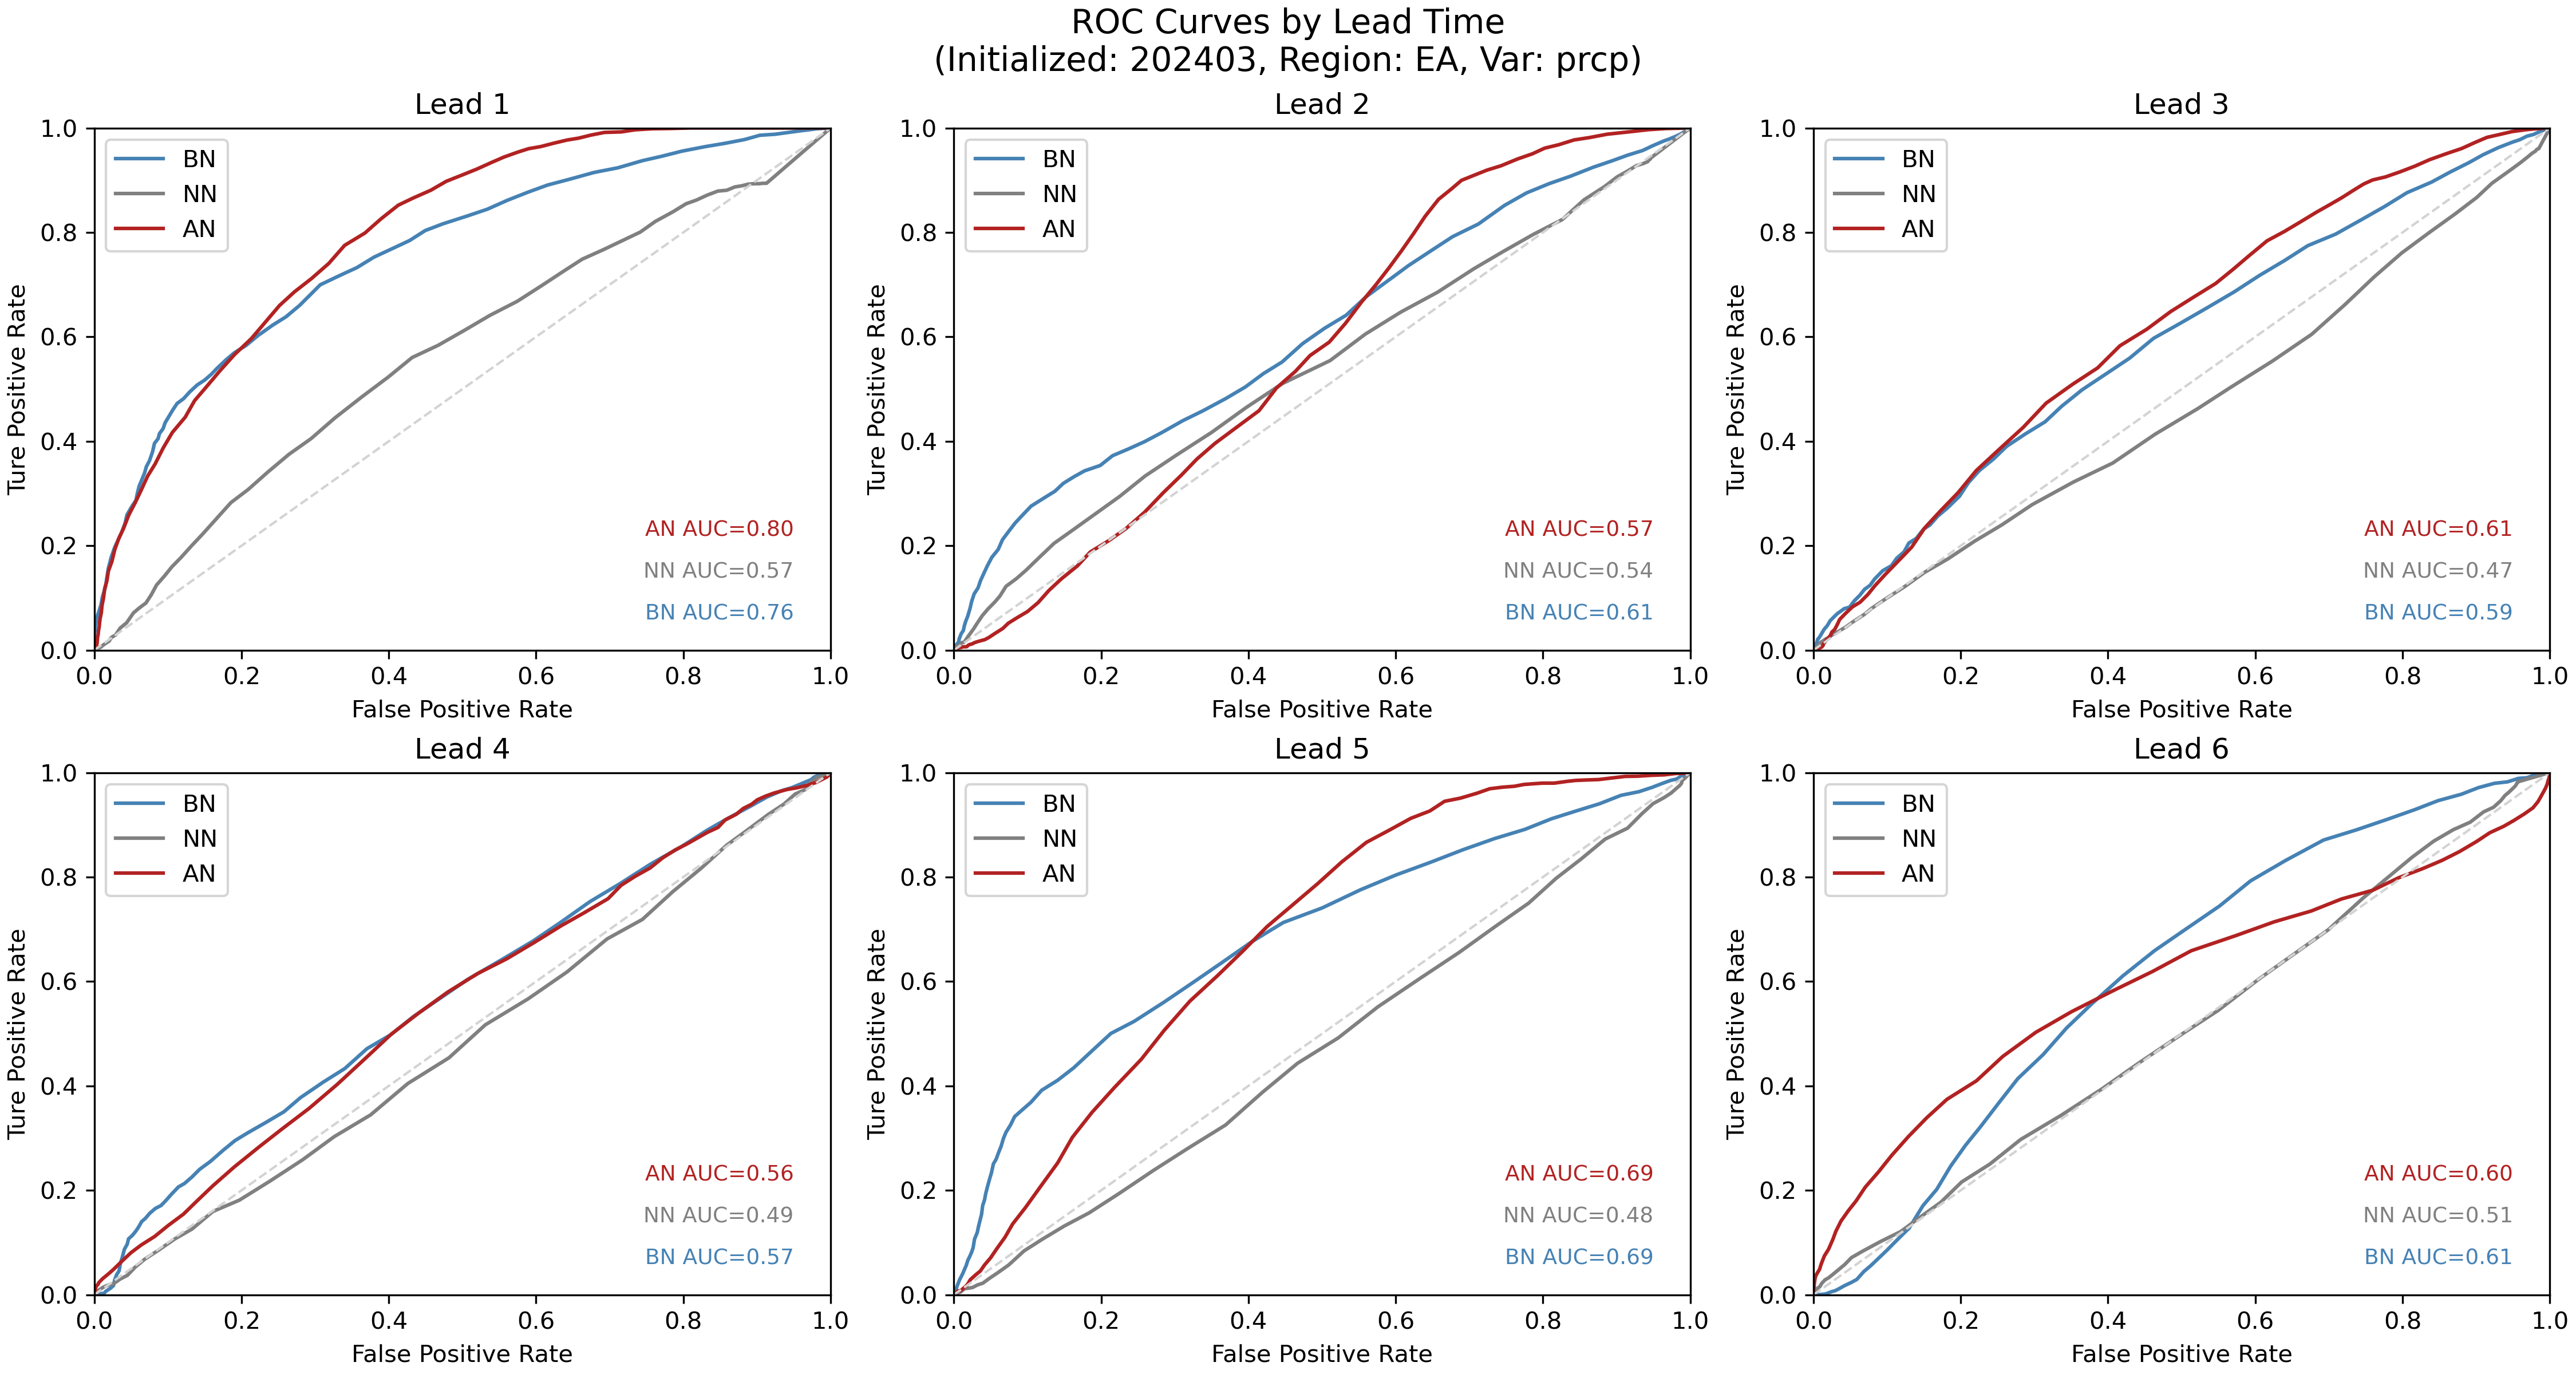 ROC Curves by Lead Time
(Initialized: 202403, Region: EA, Var: prcp)
Lead 1
1.0
0.8
0.6
0.4
0.2
0.0
Ture Positive Rate
BN
NN
AN
AN AUC=0.80
NN AUC=0.57
BN AUC=0.76
0.0 0.2 0.4 0.6 0.8 1.0
False Positive Rate
Lead 2
1.0
0.8
0.6
0.4
0.2
0.0
Ture Positive Rate
BN
NN
AN
AN AUC=0.57
NN AUC=0.54
BN AUC=0.61
0.0 0.2 0.4 0.6 0.8 1.0
False Positive Rate
Lead 3
1.0
0.8
0.6
0.4
0.2
0.0
Ture Positive Rate
BN
NN
AN
AN AUC=0.61
NN AUC=0.47
BN AUC=0.59
0.0 0.2 0.4 0.6 0.8 1.0
False Positive Rate
Lead 4
1.0
0.8
0.6
0.4
0.2
0.0
Ture Positive Rate
BN
NN
AN
AN AUC=0.56
NN AUC=0.49
BN AUC=0.57
0.0 0.2 0.4 0.6 0.8 1.0
False Positive Rate
Lead 5
1.0
0.8
0.6
0.4
0.2
0.0
Ture Positive Rate
BN
NN
AN
AN AUC=0.69
NN AUC=0.48
BN AUC=0.69
0.0 0.2 0.4 0.6 0.8 1.0
False Positive Rate
Lead 6
1.0
0.8
0.6
0.4
0.2
0.0
Ture Positive Rate
BN
NN
AN
AN AUC=0.60
NN AUC=0.51
BN AUC=0.61
0.0 0.2 0.4 0.6 0.8 1.0
False Positive Rate